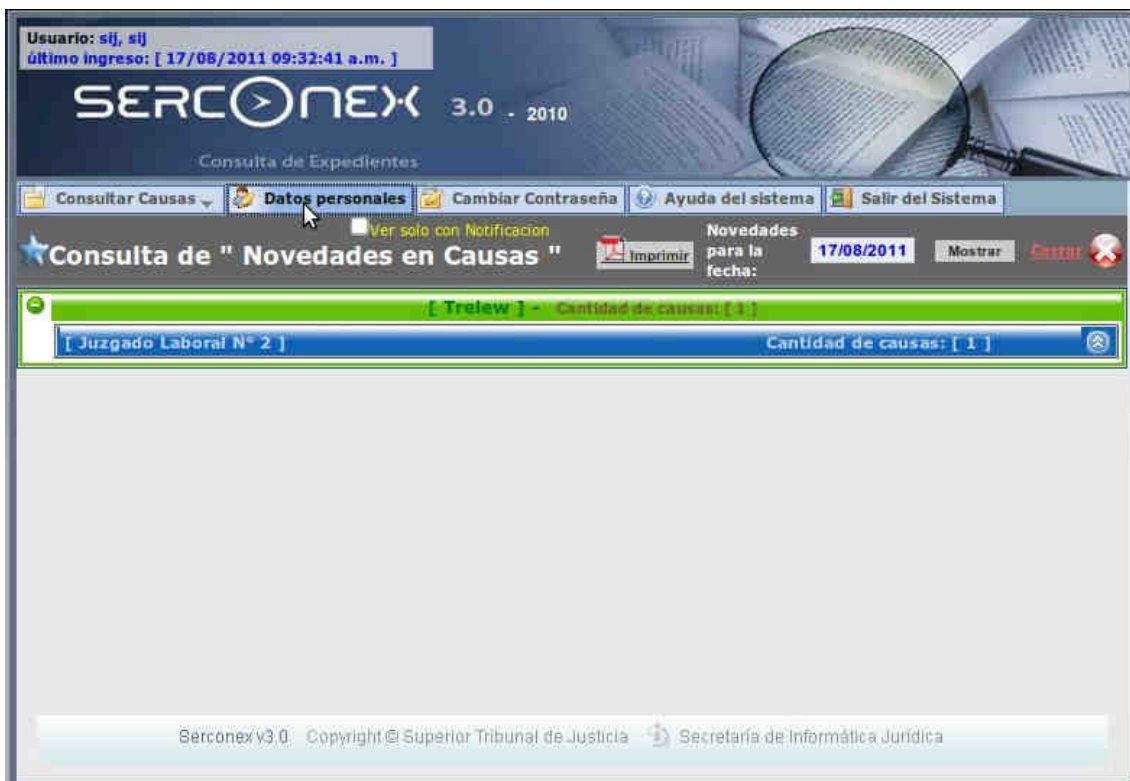 Usuario: sij, sij
último ingreso: [ 17/08/2011 09:32:41 a.m. ]
SERCONEX 3.0 - 2010
Consulta de Expedientes
Consultar Causas Datos personales Cambiar Contraseña Ayuda del sistema Salir del Sistema
Ver solo con Notificacion
Consulta de " Novedades en Causas " Imprimir Novedades para la fecha: 17/08/2011 Mostrar Cerrar
[ Trelew ] - Cantidad de causas: [ 1 ]
[ Juzgado Laboral N° 2 ] Cantidad de causas: [ 1 ]
Serconex v3.0 Copyright © Superior Tribunal de Justicia Secretaría de Informática Jurídica